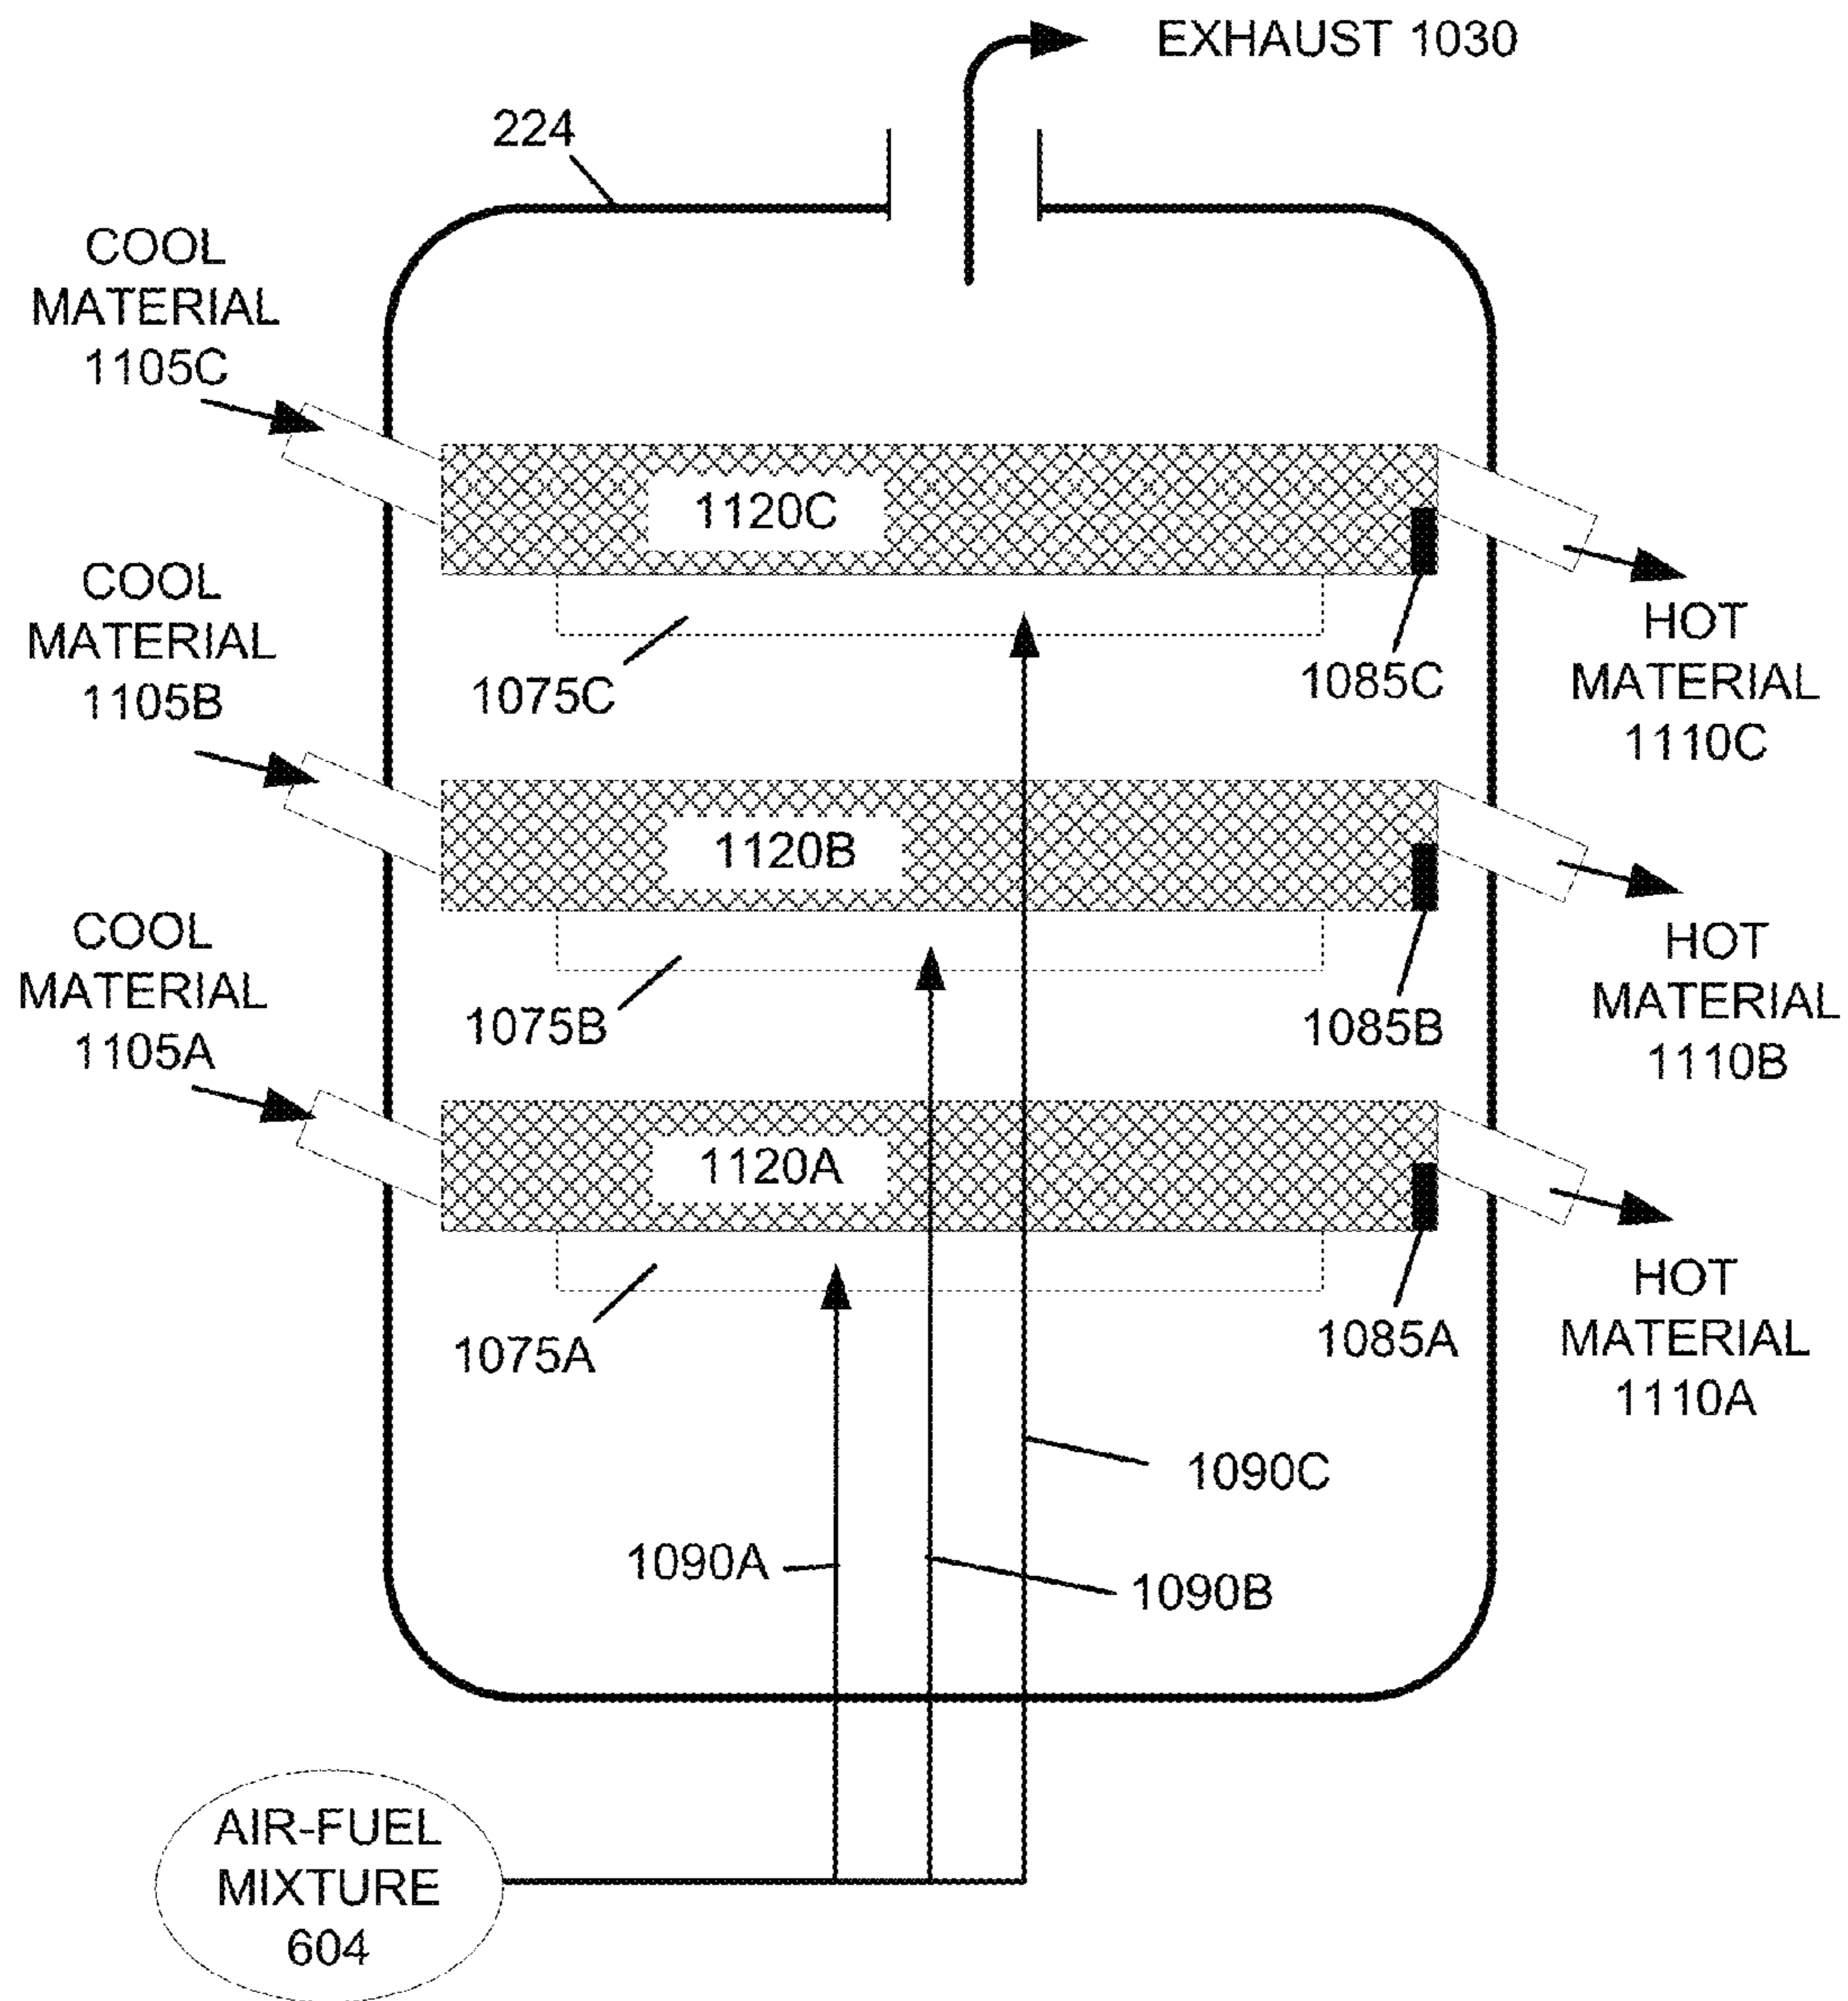 EXHAUST 1030
224
COOL
MATERIAL
1105C
1120C
1075C
1085C
HOT
MATERIAL
1110C
COOL
MATERIAL
1105B
1120B
1075B
1085B
HOT
MATERIAL
1110B
COOL
MATERIAL
1105A
1120A
1075A
1085A
HOT
MATERIAL
1110A
1090C
1090A
1090B
AIR-FUEL
MIXTURE
604